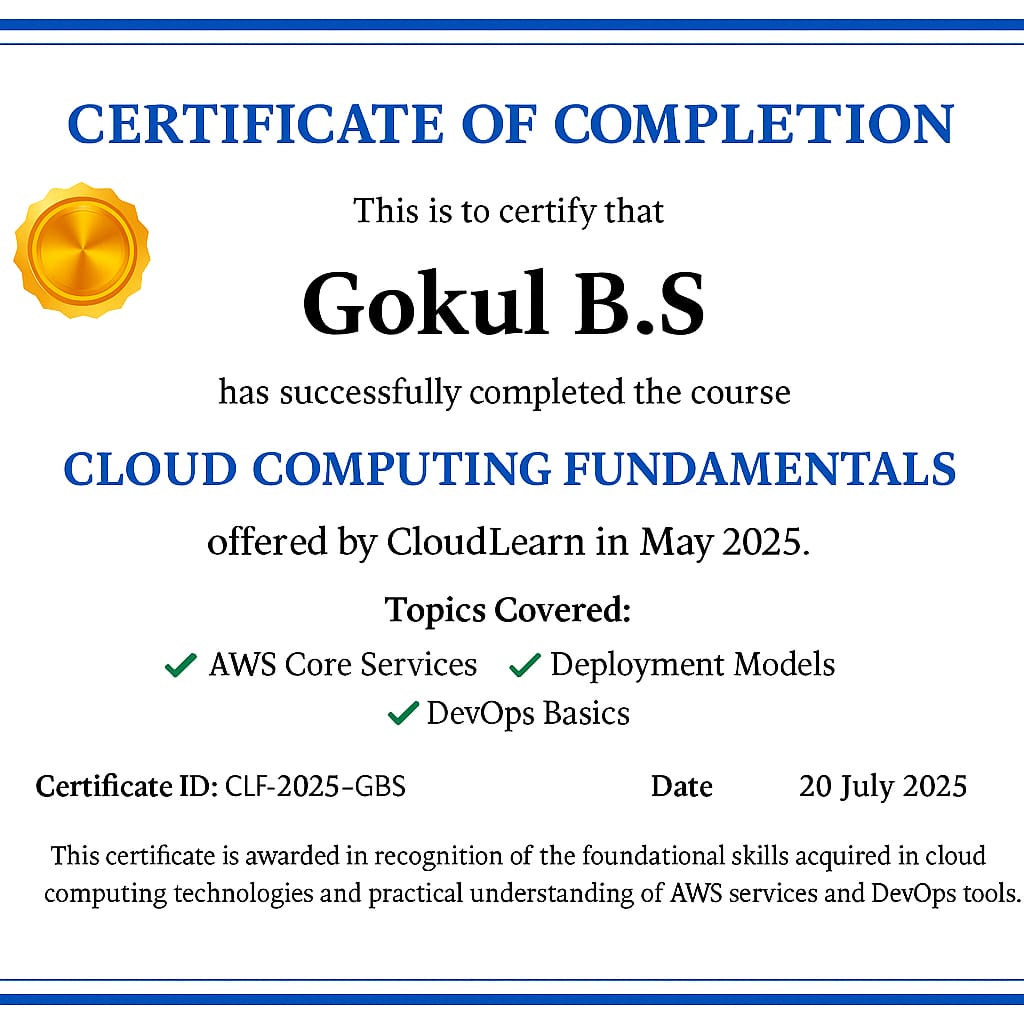 CERTIFICATE OF COMPLETION
This is to certify that
Gokul B.S
has successfully completed the course
CLOUD COMPUTING FUNDAMENTALS
offered by CloudLearn in May 2025.
Topics Covered:
✔ AWS Core Services ✔ Deployment Models
✔ DevOps Basics
Certificate ID: CLF-2025-GBS Date 20 July 2025
This certificate is awarded in recognition of the foundational skills acquired in cloud
computing technologies and practical understanding of AWS services and DevOps tools.